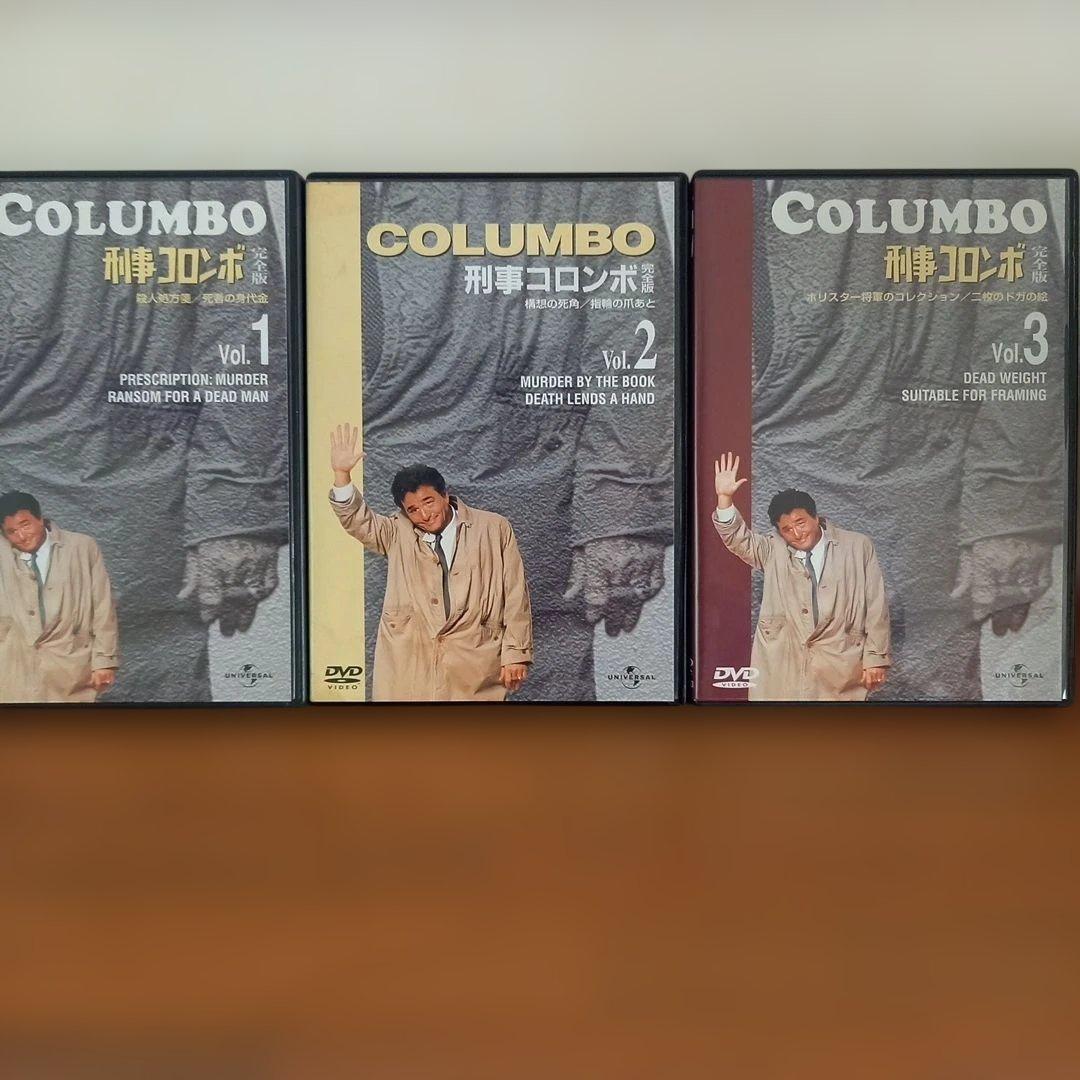 COLUMBO
刑事コロンボ 完全版
殺人処方箋／死者の身代金
Vol.1
PRESCRIPTION: MURDER
RANSOM FOR A DEAD MAN
UNIVERSAL
COLUMBO
刑事コロンボ 完全版
構想の死角／指輪の爪あと
Vol.2
MURDER BY THE BOOK
DEATH LENDS A HAND
DVD
VIDEO
UNIVERSAL
COLUMBO
刑事コロンボ 完全版
ホリスター将軍のコレクション／二枚のドガの絵
Vol.3
DEAD WEIGHT
SUITABLE FOR FRAMING
DVD
VIDEO
UNIVERSAL